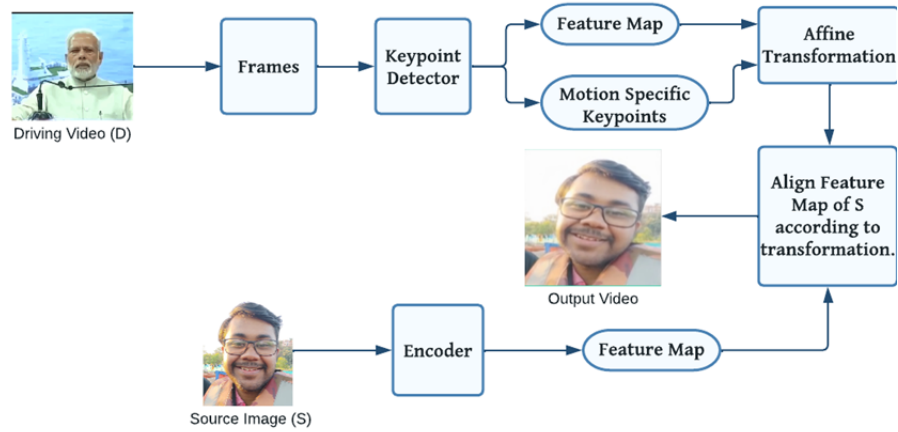 Driving Video (D)
Frames
Keypoint
Detector
Feature Map
Motion Specific
Keypoints
Affine
Transformation
Align Feature
Map of S
according to
transformation.
Output Video
Source Image (S)
Encoder
Feature Map